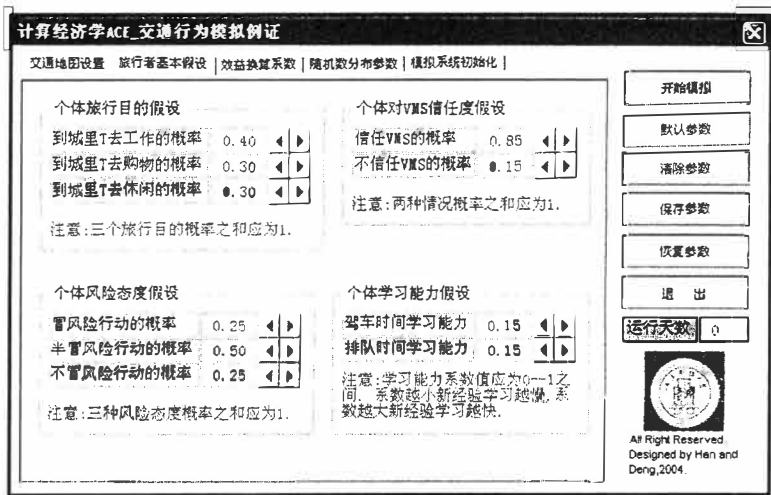 计算经济学ACE_交通行为模拟例证
交通地图设置 旅行者基本假设 | 效益换算系数 | 随机数分布参数 | 模拟系统初始化 |
个体旅行目的假设
到城里T去工作的概率 0.40
到城里T去购物的概率 0.30
到城里T去休闲的概率 0.30
注意:三个旅行目的概率之和应为1.
个体对VMS信任度假设
信任VMS的概率 0.85
不信任VMS的概率 0.15
注意:两种情况概率之和应为1.
个体风险态度假设
冒风险行动的概率 0.25
半冒风险行动的概率 0.50
不冒风险行动的概率 0.25
注意:三种风险态度概率之和应为1.
个体学习能力假设
驾车时间学习能力 0.15
排队时间学习能力 0.15
注意:学习能力系数值应为0--1之
间. 系数越小新经验学习越慢,系
数越大新经验学习越快.
开始模拟
默认参数
清除参数
保存参数
恢复参数
退 出
运行天数 0
All Right Reserved.
Designed by Han and
Deng,2004.